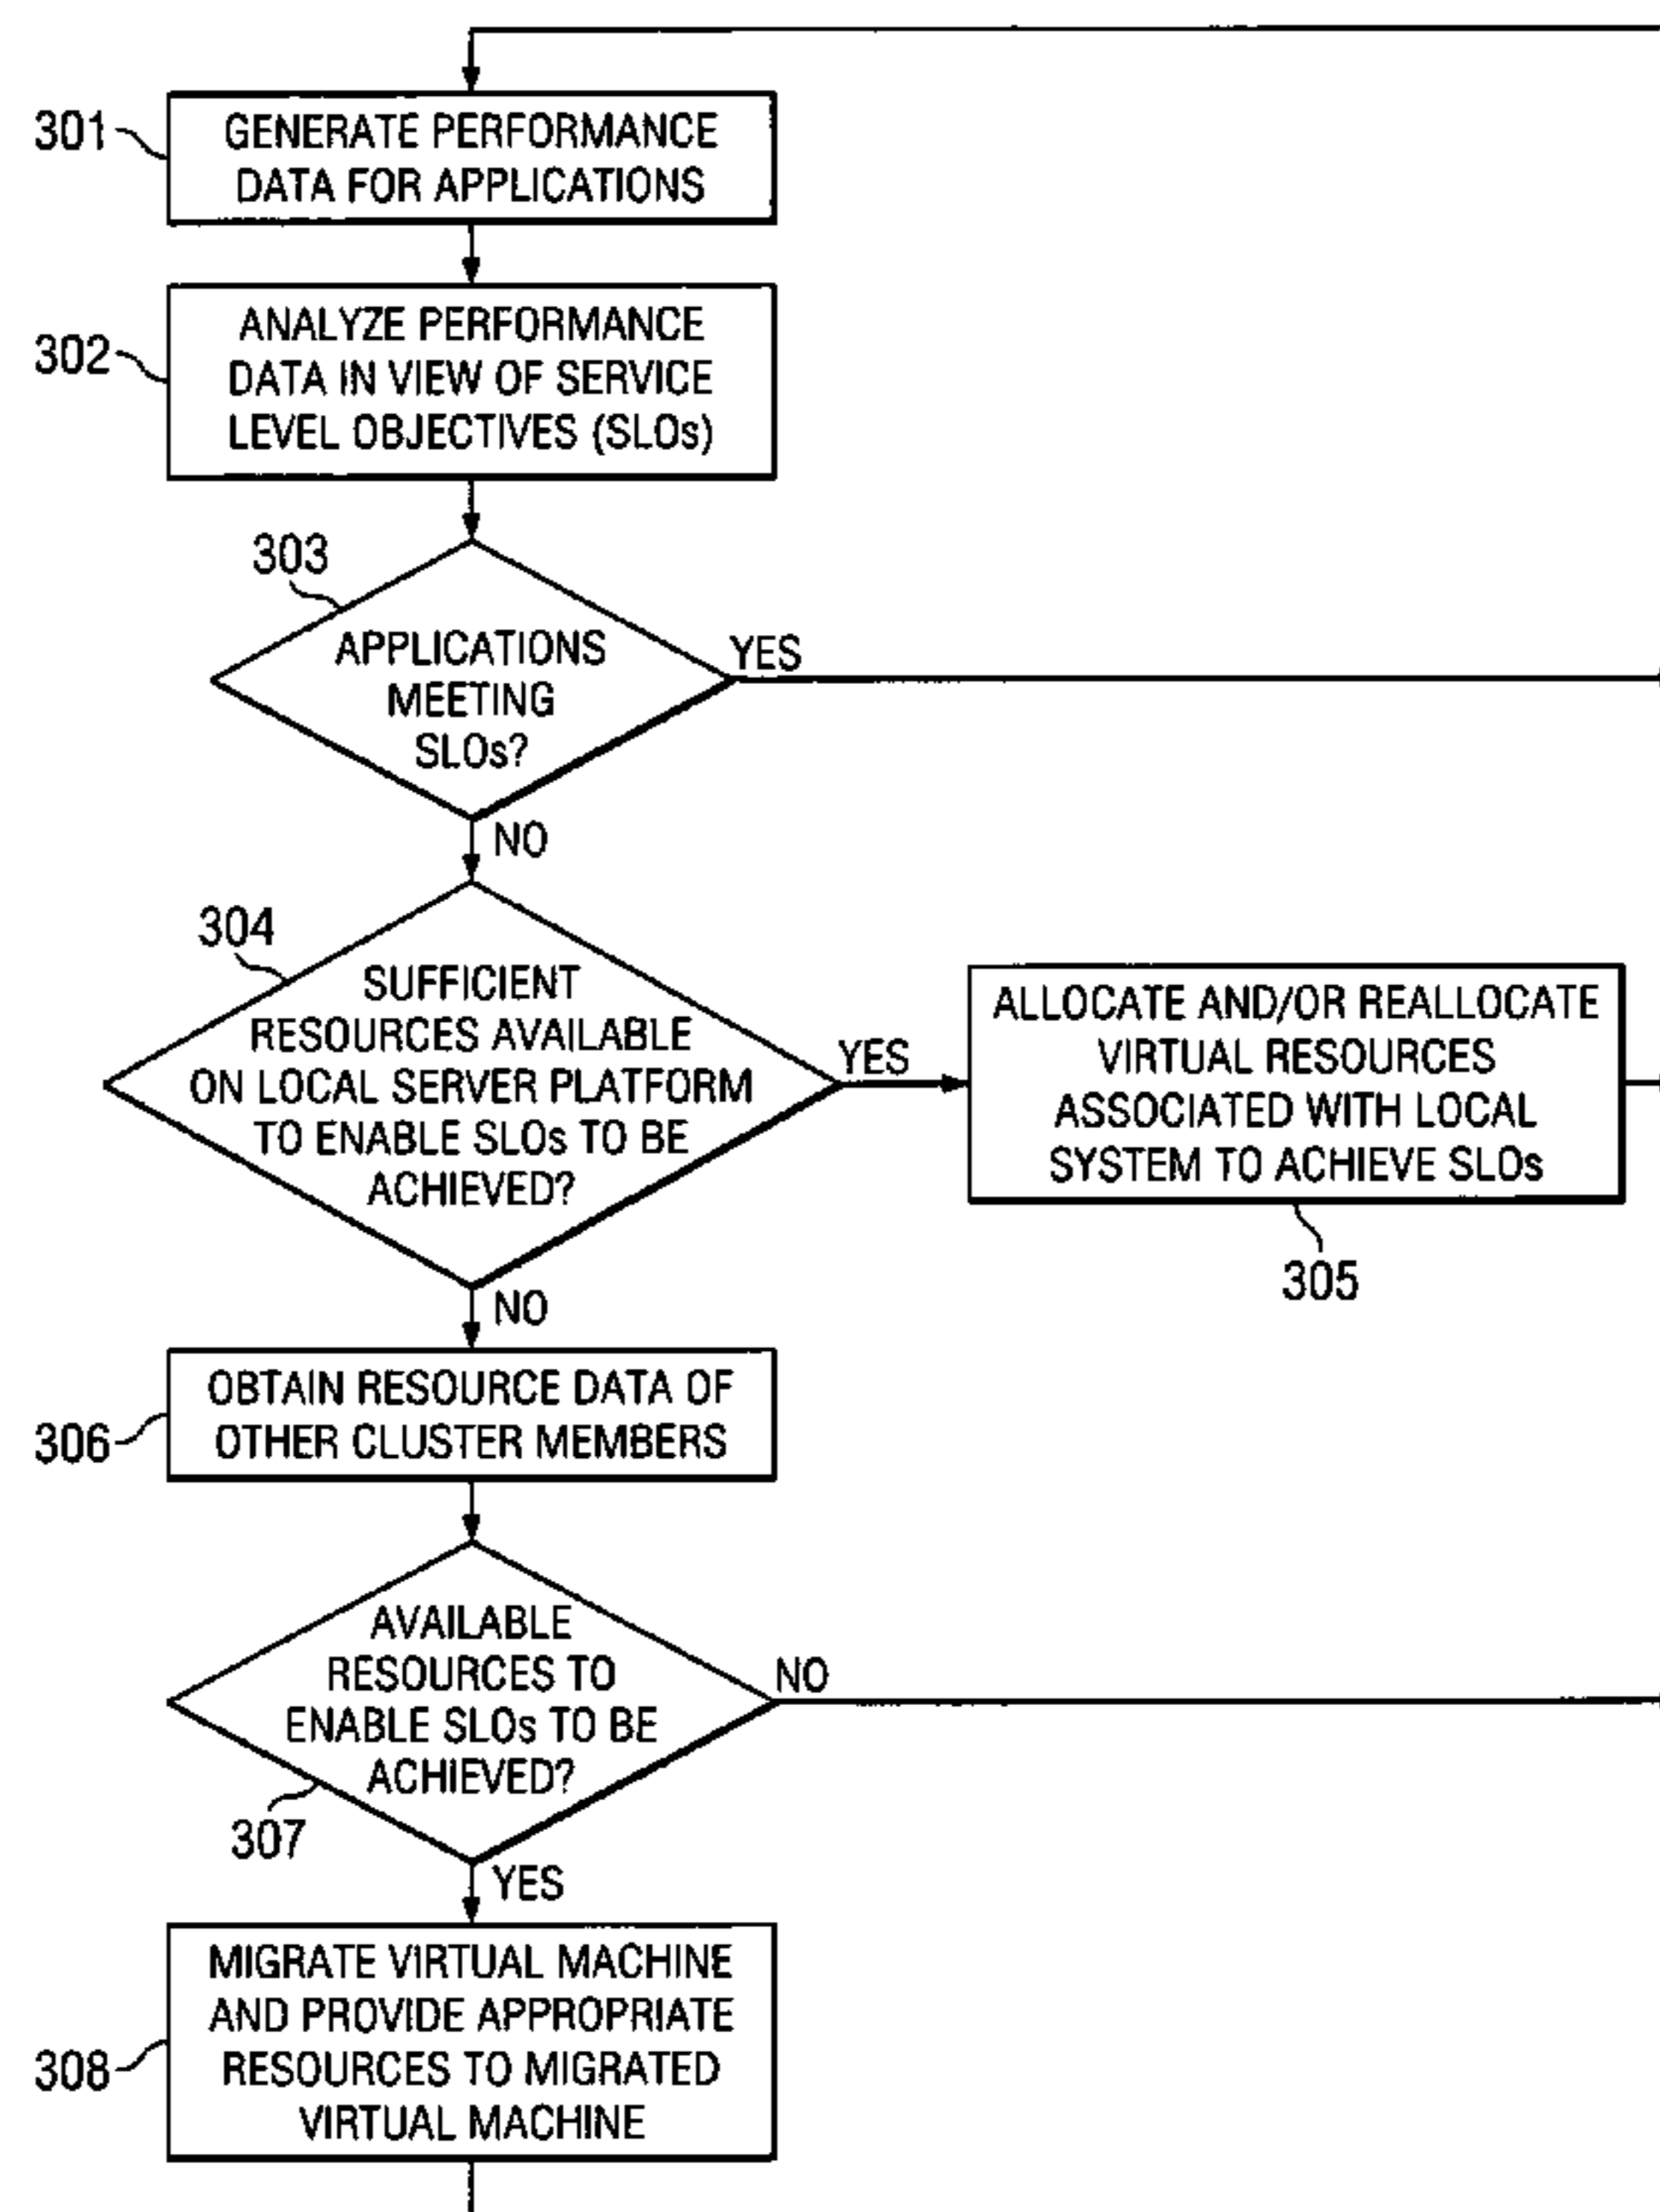 301
GENERATE PERFORMANCE
DATA FOR APPLICATIONS
302
ANALYZE PERFORMANCE
DATA IN VIEW OF SERVICE
LEVEL OBJECTIVES (SLOs)
303
APPLICATIONS
MEETING
SLOs?
YES
NO
304
SUFFICIENT
RESOURCES AVAILABLE
ON LOCAL SERVER PLATFORM
TO ENABLE SLOs TO BE
ACHIEVED?
YES
ALLOCATE AND/OR REALLOCATE
VIRTUAL RESOURCES
ASSOCIATED WITH LOCAL
SYSTEM TO ACHIEVE SLOs
305
NO
306
OBTAIN RESOURCE DATA OF
OTHER CLUSTER MEMBERS
AVAILABLE
RESOURCES TO
ENABLE SLOs TO BE
ACHIEVED?
NO
307
YES
308
MIGRATE VIRTUAL MACHINE
AND PROVIDE APPROPRIATE
RESOURCES TO MIGRATED
VIRTUAL MACHINE